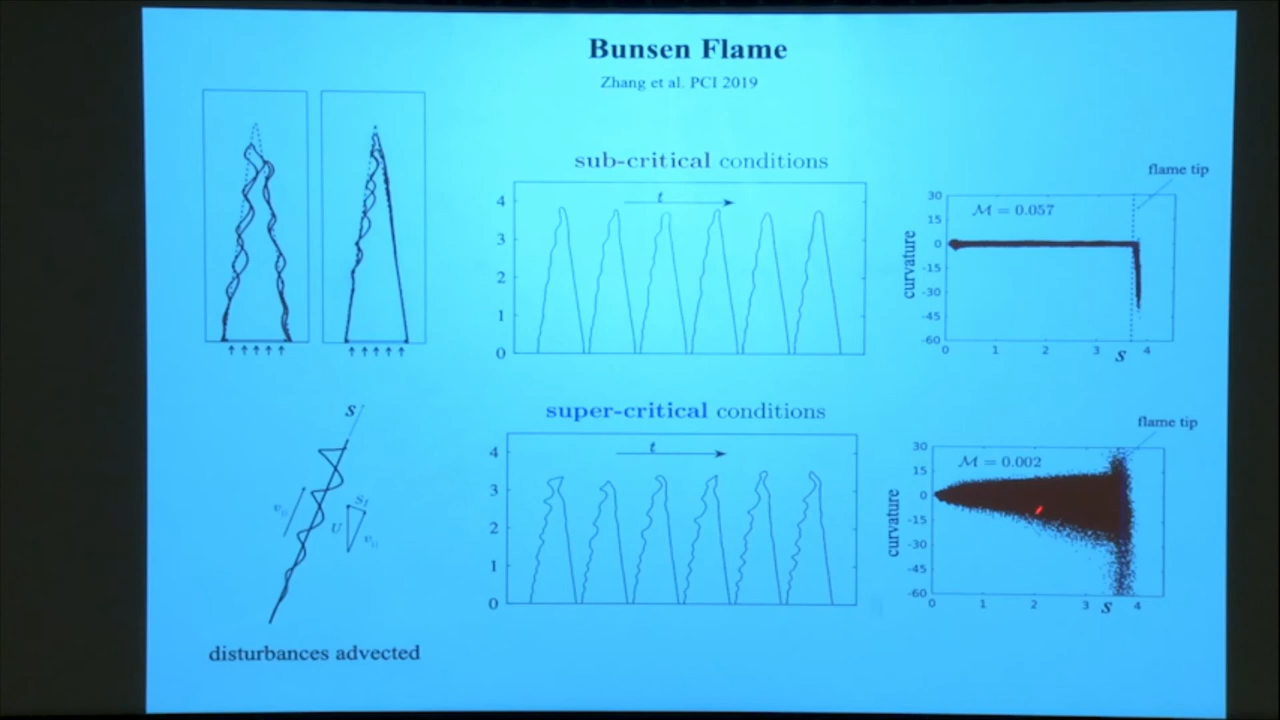 Bunsen Flame
Zhang et al. PCI 2019
sub-critical conditions
t
4
3
2
1
0
flame tip
M = 0.057
curvature
30
15
0
-15
-30
-45
-60
0 1 2 3 4
S
super-critical conditions
t
4
3
2
1
0
flame tip
M = 0.002
curvature
30
15
0
-15
-30
-45
-60
0 1 2 3 4
S
S
U
disturbances advected